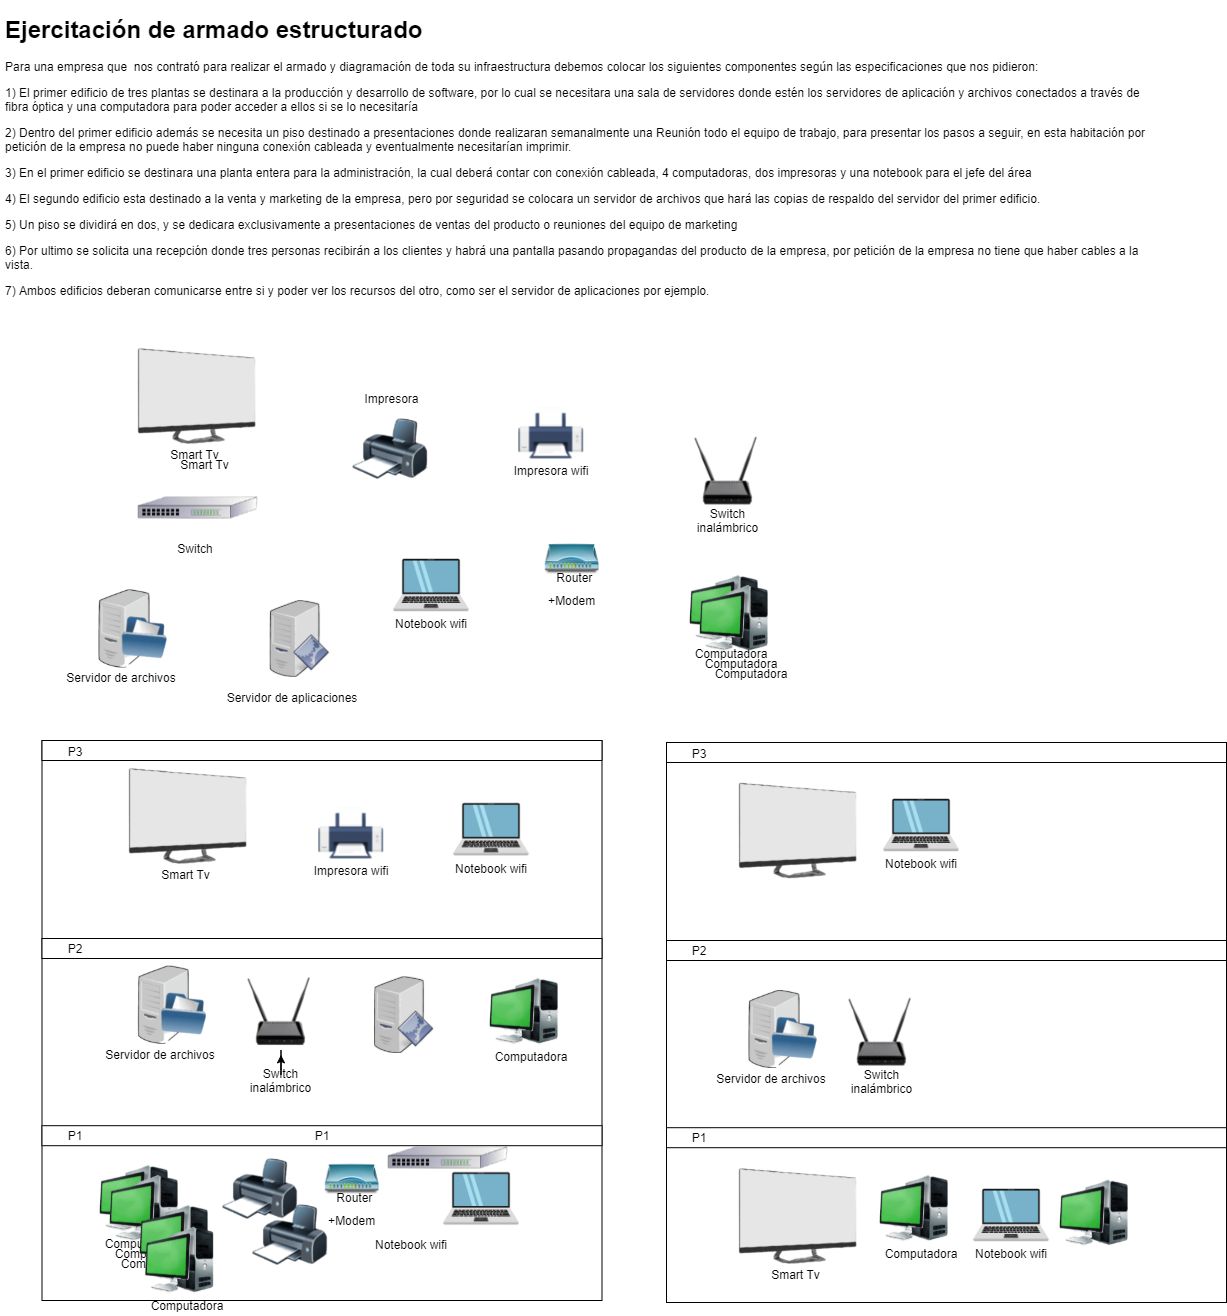 Ejercitación de armado estructurado
Para una empresa que  nos contrató para realizar el armado y diagramación de toda su infraestructura debemos colocar los siguientes componentes según las especificaciones que nos pidieron:
1) El primer edificio de tres plantas se destinara a la producción y desarrollo de software, por lo cual se necesitara una sala de servidores donde estén los servidores de aplicación y archivos conectados a través de
fibra óptica y una computadora para poder acceder a ellos si se lo necesitaría
2) Dentro del primer edificio además se necesita un piso destinado a presentaciones donde realizaran semanalmente una Reunión todo el equipo de trabajo, para presentar los pasos a seguir, en esta habitación por
petición de la empresa no puede haber ninguna conexión cableada y eventualmente necesitarían imprimir.
3) En el primer edificio se destinara una planta entera para la administración, la cual deberá contar con conexión cableada, 4 computadoras, dos impresoras y una notebook para el jefe del área
4) El segundo edificio esta destinado a la venta y marketing de la empresa, pero por seguridad se colocara un servidor de archivos que hará las copias de respaldo del servidor del primer edificio.
5) Un piso se dividirá en dos, y se dedicara exclusivamente a presentaciones de ventas del producto o reuniones del equipo de marketing
6) Por ultimo se solicita una recepción donde tres personas recibirán a los clientes y habrá una pantalla pasando propagandas del producto de la empresa, por petición de la empresa no tiene que haber cables a la
vista.
7) Ambos edificios deberan comunicarse entre si y poder ver los recursos del otro, como ser el servidor de aplicaciones por ejemplo.
Impresora
Smart Tv
Smart Tv
Impresora wifi
Switch
inalámbrico
Switch
Router
+Modem
Notebook wifi
Computadora
Computadora
Computadora
Servidor de archivos
Servidor de aplicaciones
P3
Smart Tv
Impresora wifi
Notebook wifi
P2
Servidor de archivos
Switch
inalámbrico
Computadora
P1
P1
Router
+Modem
Notebook wifi
Compu
Comp
Com
Computadora
P3
Notebook wifi
P2
Servidor de archivos
Switch
inalámbrico
P1
Smart Tv
Computadora
Notebook wifi